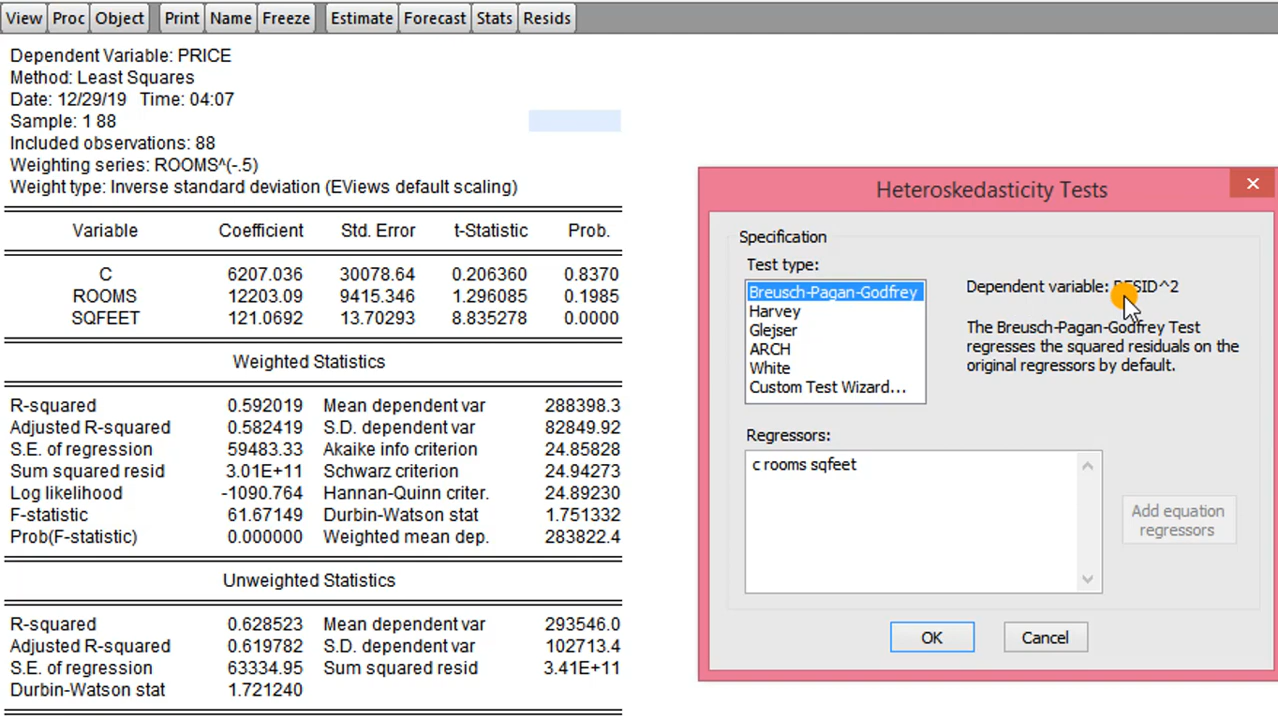 View Proc Object Print Name Freeze Estimate Forecast Stats Resids
Dependent Variable: PRICE
Method: Least Squares
Date: 12/29/19 Time: 04:07
Sample: 1 88
Included observations: 88
Weighting series: ROOMS^(-.5)
Weight type: Inverse standard deviation (EViews default scaling)
Variable Coefficient Std. Error t-Statistic Prob.
C 6207.036 30078.64 0.206360 0.8370
ROOMS 12203.09 9415.346 1.296085 0.1985
SQFEET 121.0692 13.70293 8.835278 0.0000
Weighted Statistics
R-squared 0.592019 Mean dependent var 288398.3
Adjusted R-squared 0.582419 S.D. dependent var 82849.92
S.E. of regression 59483.33 Akaike info criterion 24.85828
Sum squared resid 3.01E+11 Schwarz criterion 24.94273
Log likelihood -1090.764 Hannan-Quinn criter. 24.89230
F-statistic 61.67149 Durbin-Watson stat 1.751332
Prob(F-statistic) 0.000000 Weighted mean dep. 283822.4
Unweighted Statistics
R-squared 0.628523 Mean dependent var 293546.0
Adjusted R-squared 0.619782 S.D. dependent var 102713.4
S.E. of regression 63334.95 Sum squared resid 3.41E+11
Durbin-Watson stat 1.721240
Heteroskedasticity Tests
Specification
Test type:
Breusch-Pagan-Godfrey
Harvey
Glejser
ARCH
White
Custom Test Wizard...
Dependent variable: RESID^2
The Breusch-Pagan-Godfrey Test
regresses the squared residuals on the
original regressors by default.
Regressors:
c rooms sqfeet
Add equation
regressors
OK Cancel